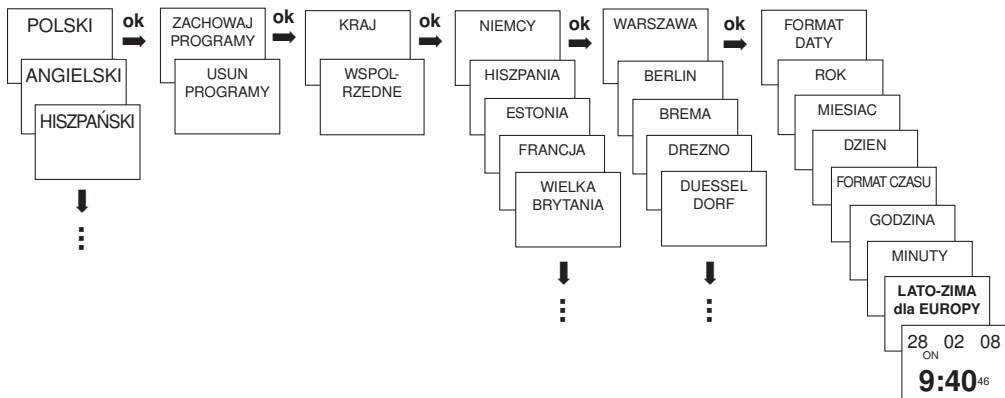 POLSKI
ANGIELSKI
HISZPAŃSKI
ok
ZACHOWAJ
PROGRAMY
USUN
PROGRAMY
ok
KRAJ
WSPOL-
RZEDNE
ok
NIEMCY
HISZPANIA
ESTONIA
FRANCJA
WIELKA
BRYTANIA
ok
WARSZAWA
BERLIN
BREMA
DREZNO
DUESSEL
DORF
ok
FORMAT
DATY
ROK
MIESIAC
DZIEN
FORMAT CZASU
GODZINA
MINUTY
LATO-ZIMA
dla EUROPY
28 02 08
ON
9:40 46